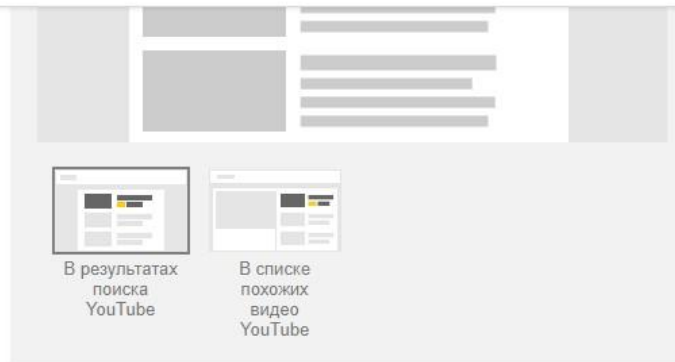 В результатах
поиска
YouTube
В списке
похожих
видео
YouTube